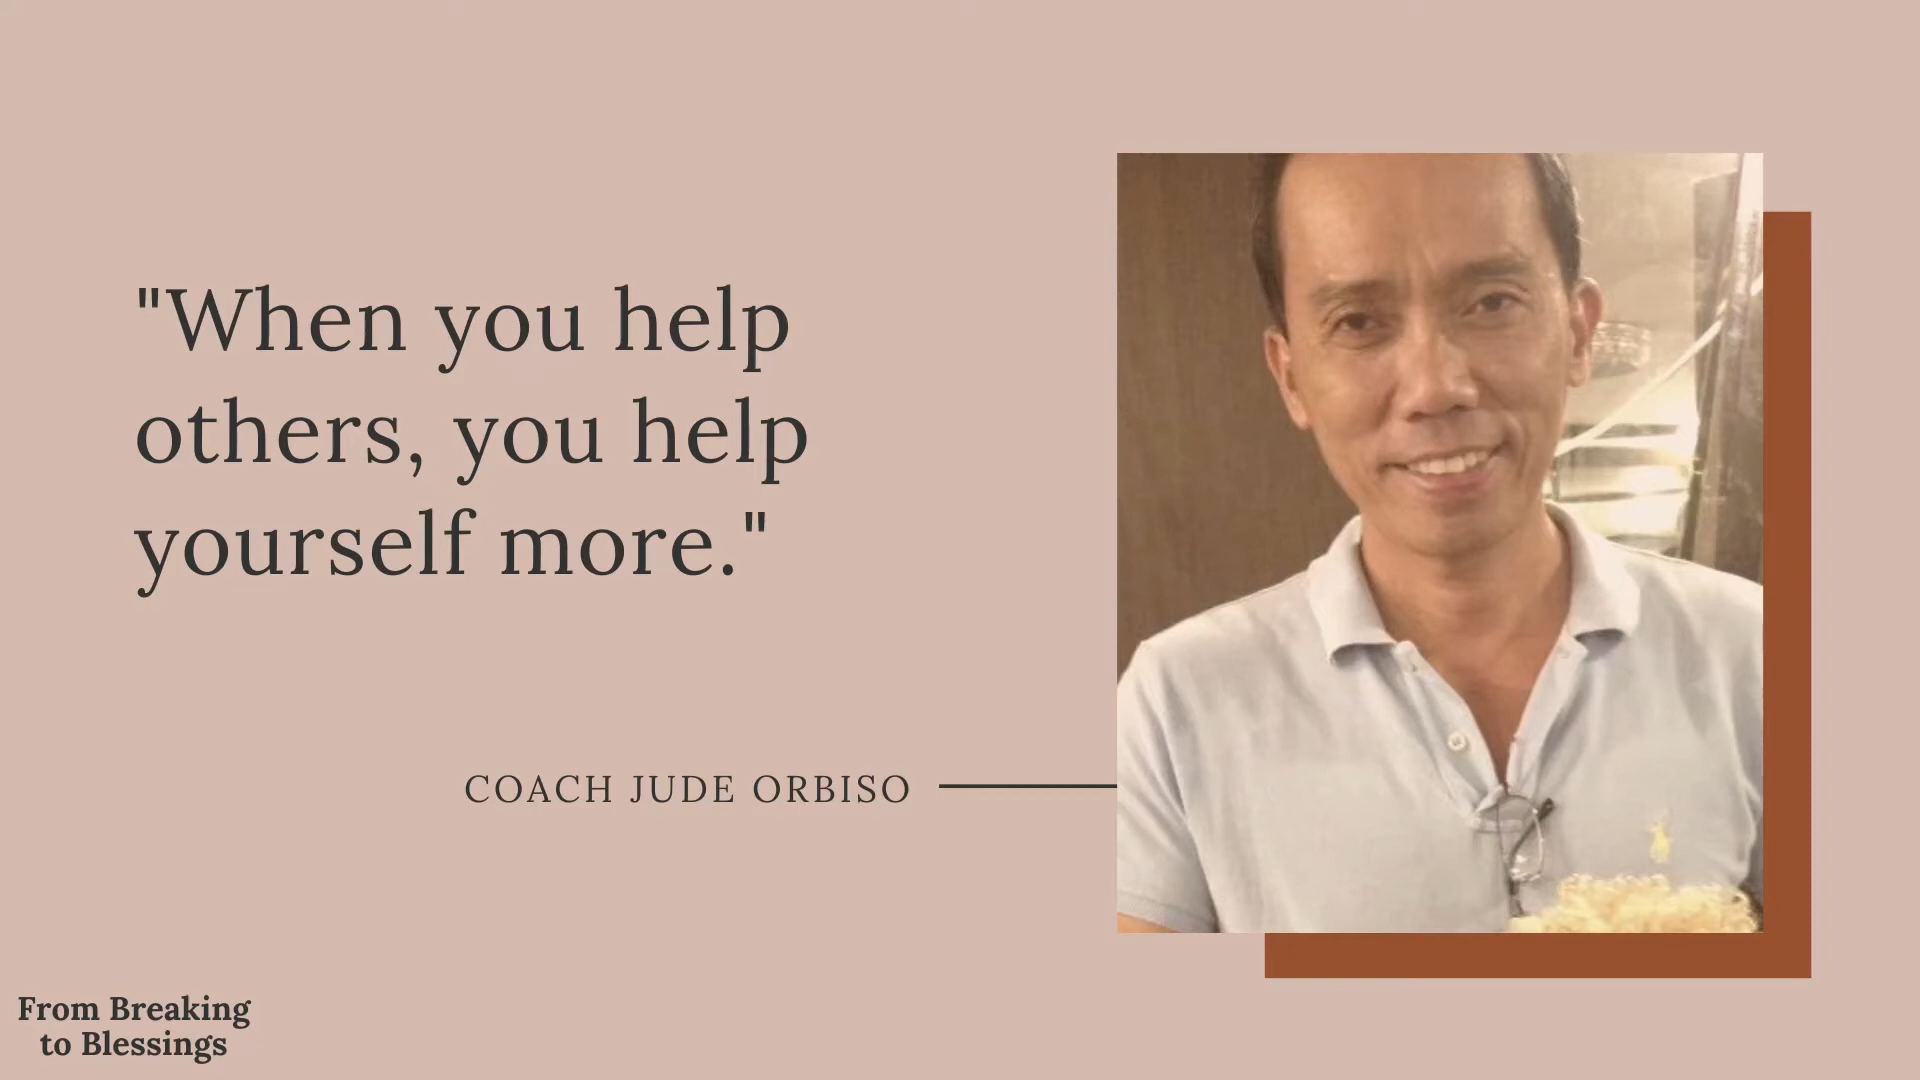 "When you help
others, you help
yourself more."
COACH JUDE ORBISO
From Breaking
to Blessings